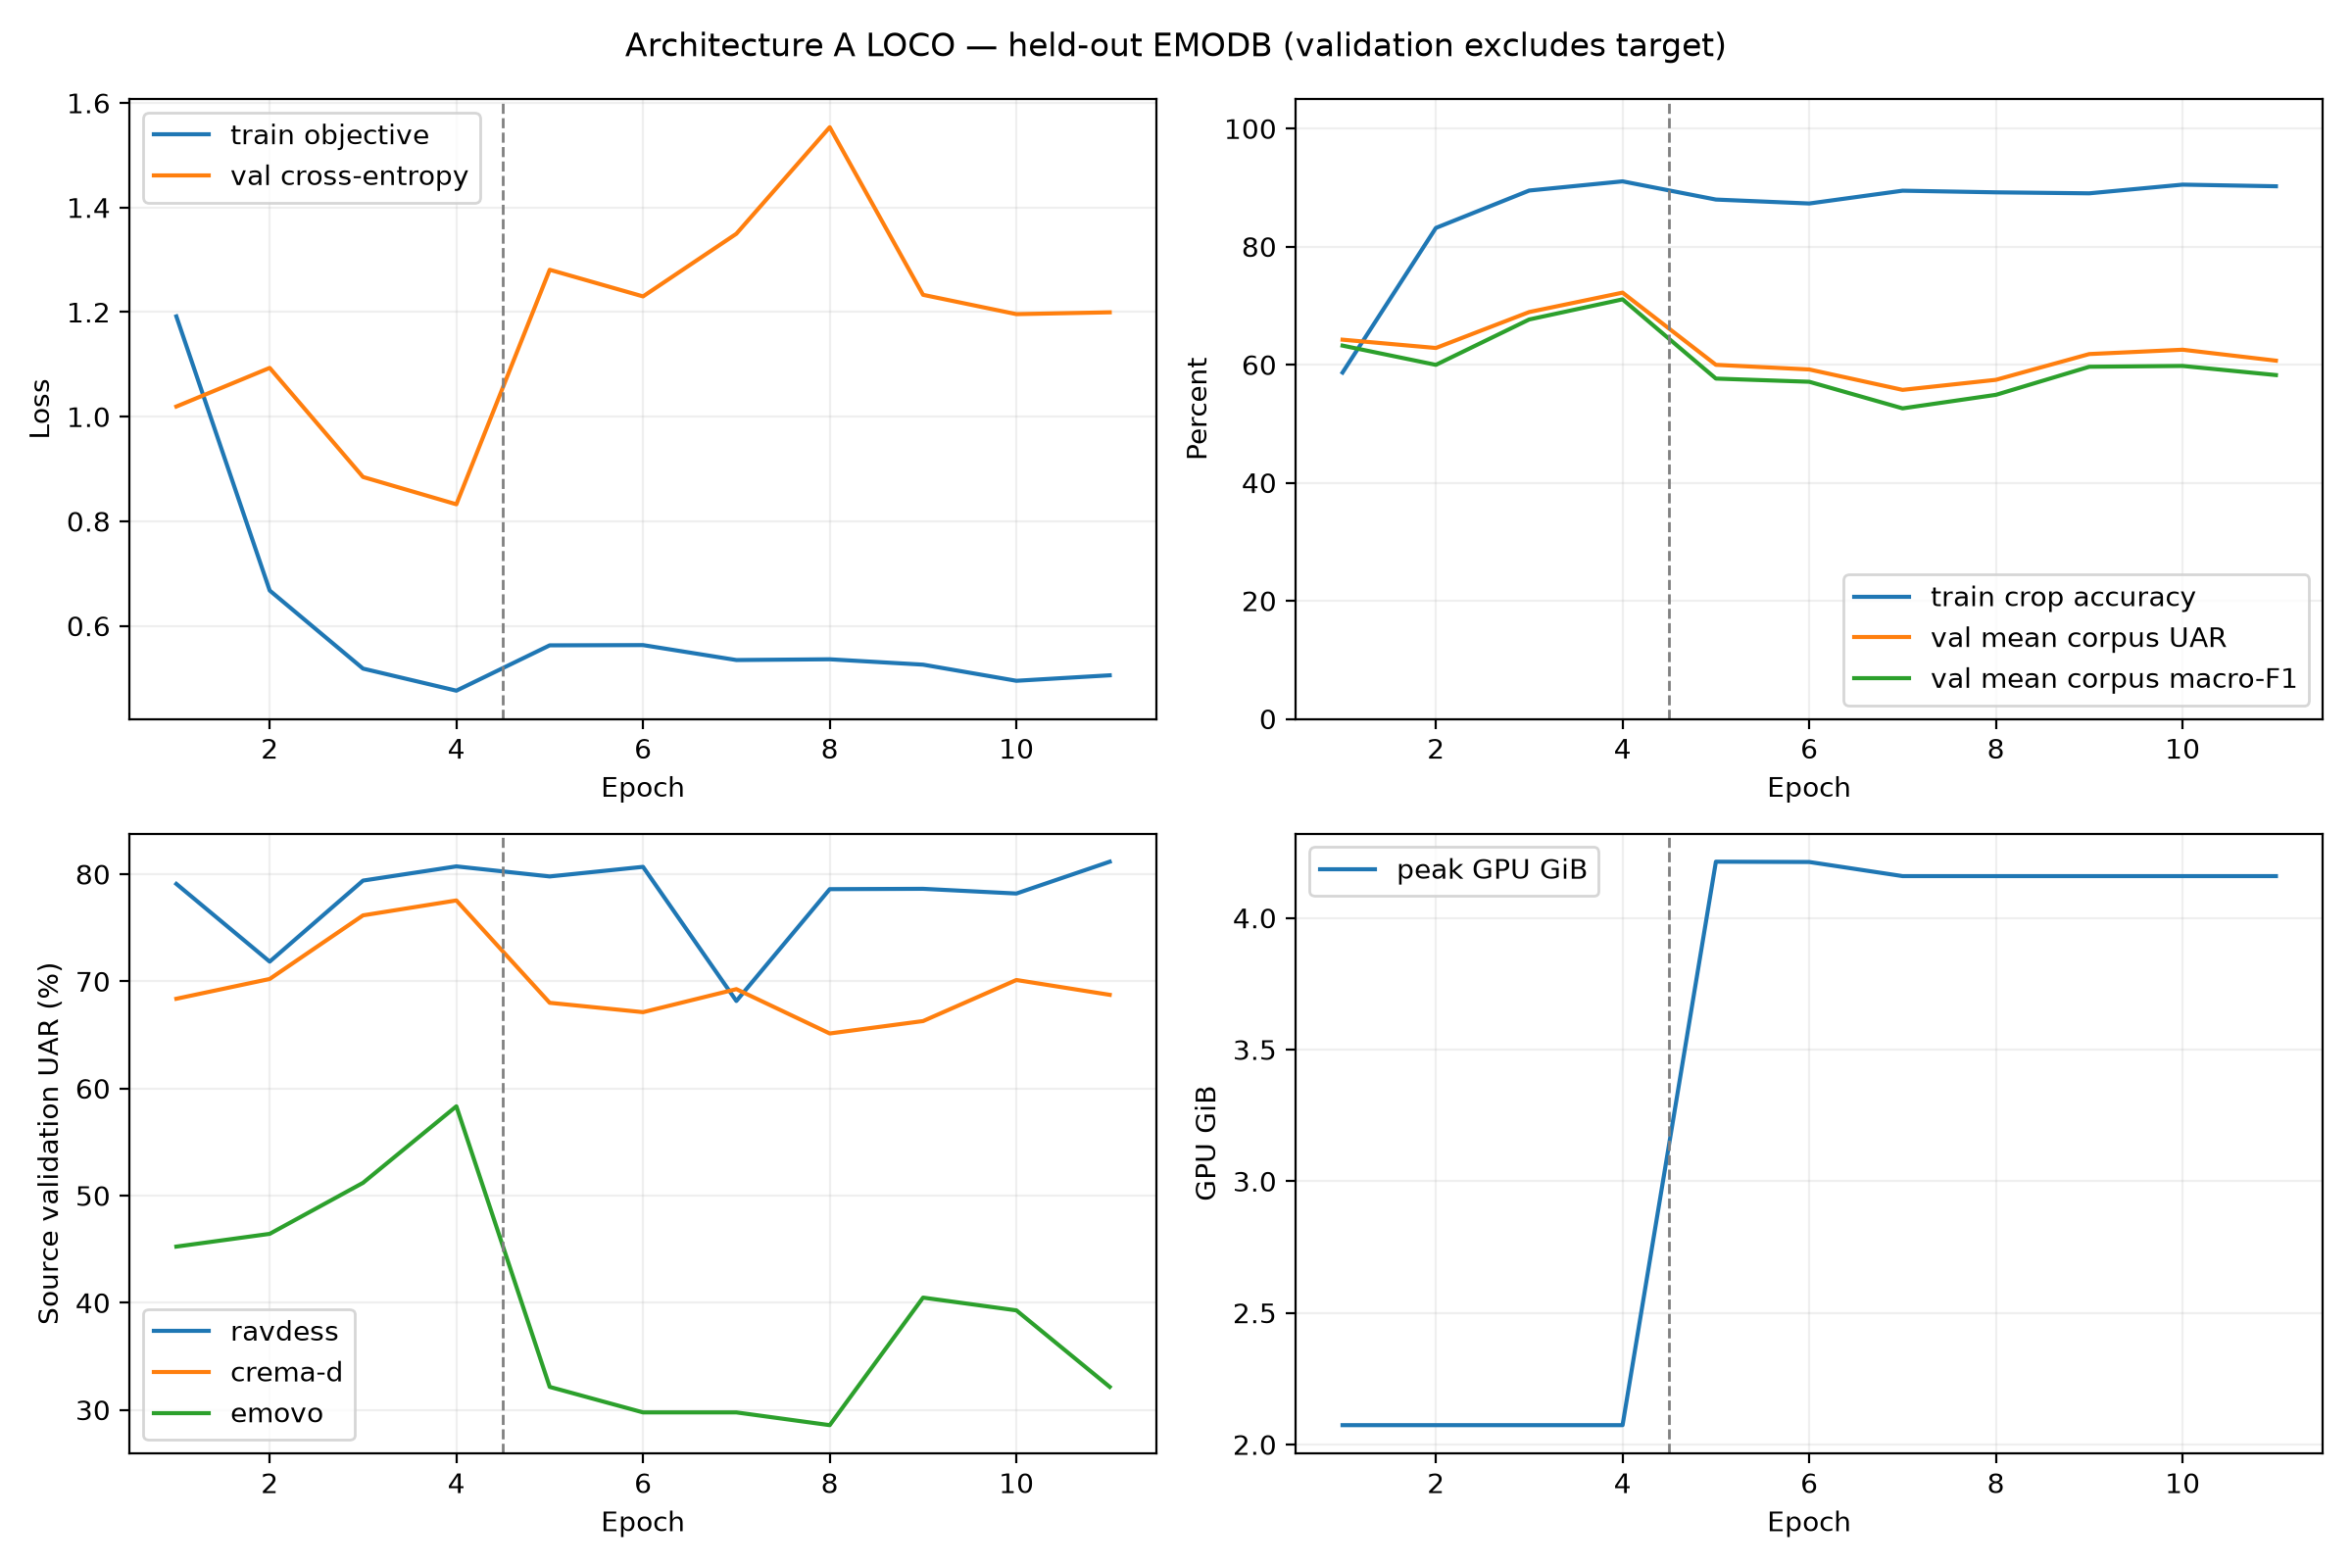 Architecture A LOCO — held-out EMODB (validation excludes target)
1.6
1.4
1.2
1.0
0.8
0.6
Loss
train objective
val cross-entropy
2
4
6
8
10
Epoch
100
80
60
40
20
0
Percent
train crop accuracy
val mean corpus UAR
val mean corpus macro-F1
2
4
6
8
10
Epoch
80
70
60
50
40
30
Source validation UAR (%)
ravdess
crema-d
emovo
2
4
6
8
10
Epoch
peak GPU GiB
4.0
3.5
3.0
2.5
2.0
GPU GiB
2
4
6
8
10
Epoch